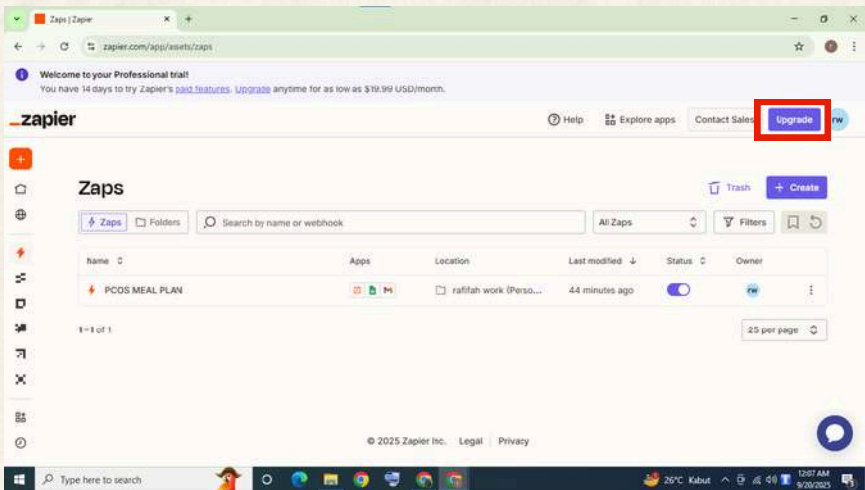 Zaps | Zapier
zapier.com/app/assets/zaps
Welcome to your Professional trial!
You have 14 days to try Zapier's paid features. Upgrade anytime for as low as $19.99 USD/month.
_zapier
Help
Explore apps
Contact Sales
Upgrade
rw
Zaps
Trash
+ Create
Zaps
Folders
Search by name or webhook
All Zaps
Filters
Name
Apps
Location
Last modified
Status
Owner
PCOS MEAL PLAN
rafifah work (Perso...
44 minutes ago
rw
1-1 of 1
25 per page
© 2025 Zapier Inc. Legal Privacy
Type here to search
26°C Kabut
12:07 AM
9/20/2025